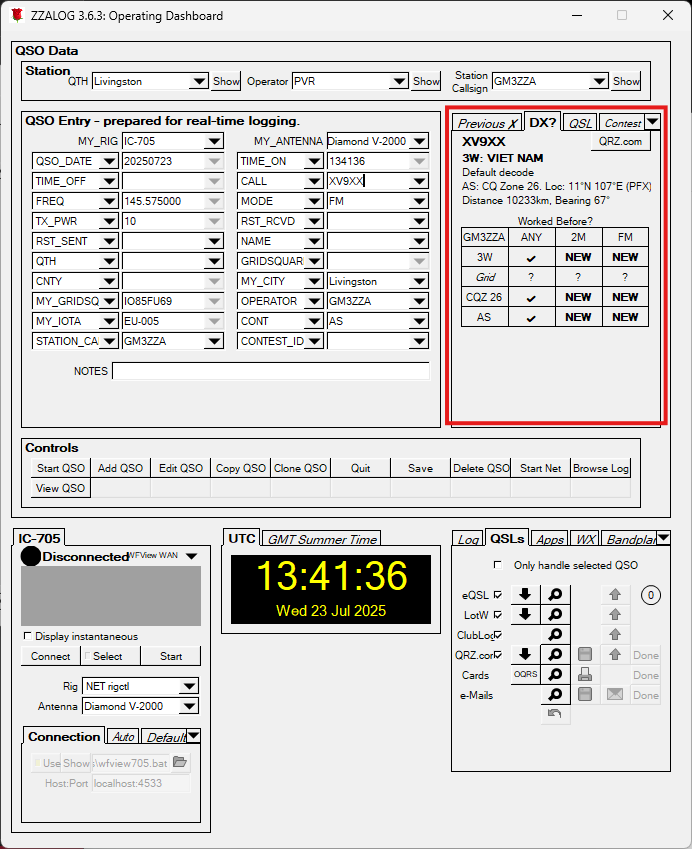 ZZALOG 3.6.3: Operating Dashboard
QSO Data
Station
QTH Livingston Show Operator PVR Show Station Callsign GM3ZZA Show
QSO Entry - prepared for real-time logging.
MY_RIG IC-705 MY_ANTENNA Diamond V-2000
QSO_DATE 20250723 TIME_ON 134136
TIME_OFF CALL XV9XX
FREQ 145.575000 MODE FM
TX_PWR 10 RST_RCVD
RST_SENT NAME
QTH GRIDSQUAR
CNTY MY_CITY Livingston
MY_GRIDSQ IO85FU69 OPERATOR GM3ZZA
MY_IOTA EU-005 CONT AS
STATION_CA GM3ZZA CONTEST_ID
NOTES
Previous X DX? QSL Contest
XV9XX QRZ.com
3W: VIET NAM
Default decode
AS: CQ Zone 26. Loc: 11°N 107°E (PFX)
Distance 10233km, Bearing 67°
Worked Before?
GM3ZZA ANY 2M FM
3W NEW NEW
Grid ? ? ?
CQZ 26 NEW NEW
AS NEW NEW
Controls
Start QSO Add QSO Edit QSO Copy QSO Clone QSO Quit Save Delete QSO Start Net Browse Log
View QSO
IC-705
Disconnected WFView WAN
Display instantaneous
Connect Select Start
Rig NET rigctl
Antenna Diamond V-2000
Connection Auto Default
Use Show s\wfview705.bat
Host:Port localhost:4533
UTC GMT Summer Time
13:41:36
Wed 23 Jul 2025
Log QSLs Apps WX Bandplan
Only handle selected QSO
eQSL 0
LotW
ClubLog
QRZ.com Done
Cards OQRS Done
e-Mails Done